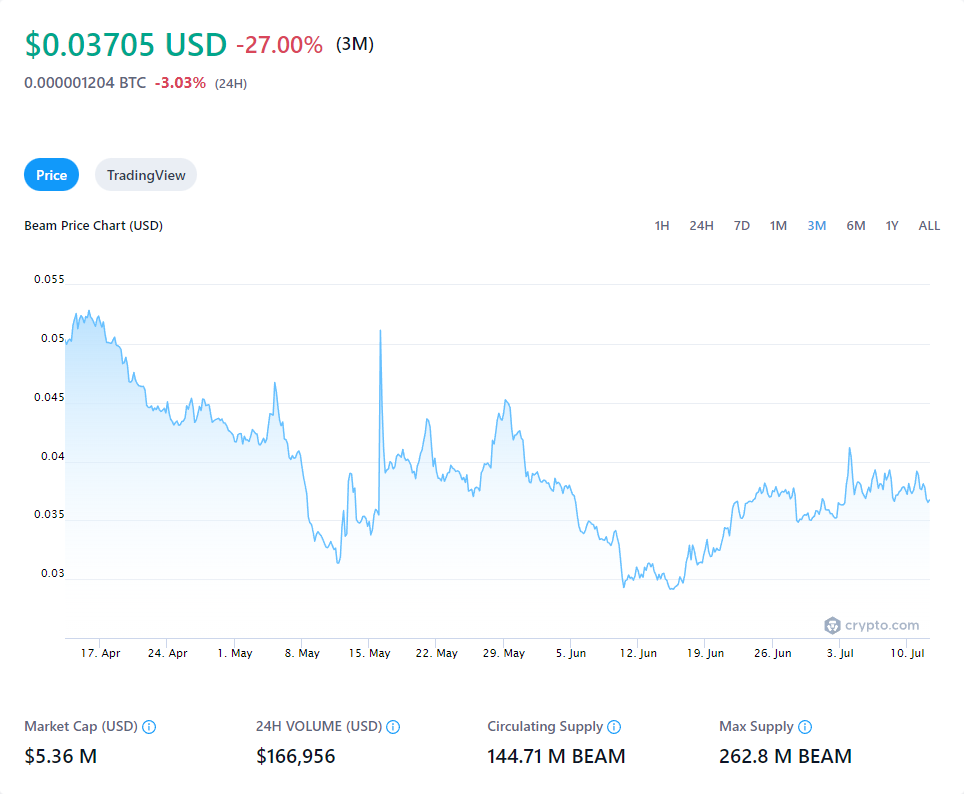 $0.03705 USD -27.00% (3M)
0.000001204 BTC -3.03% (24H)
Price TradingView
Beam Price Chart (USD) 1H 24H 7D 1M 3M 6M 1Y ALL
0.055
0.05
0.045
0.04
0.035
0.03
crypto.com
17. Apr 24. Apr 1. May 8. May 15. May 22. May 29. May 5. Jun 12. Jun 19. Jun 26. Jun 3. Jul 10. Jul
Market Cap (USD) 24H VOLUME (USD) Circulating Supply Max Supply
$5.36 M $166,956 144.71 M BEAM 262.8 M BEAM